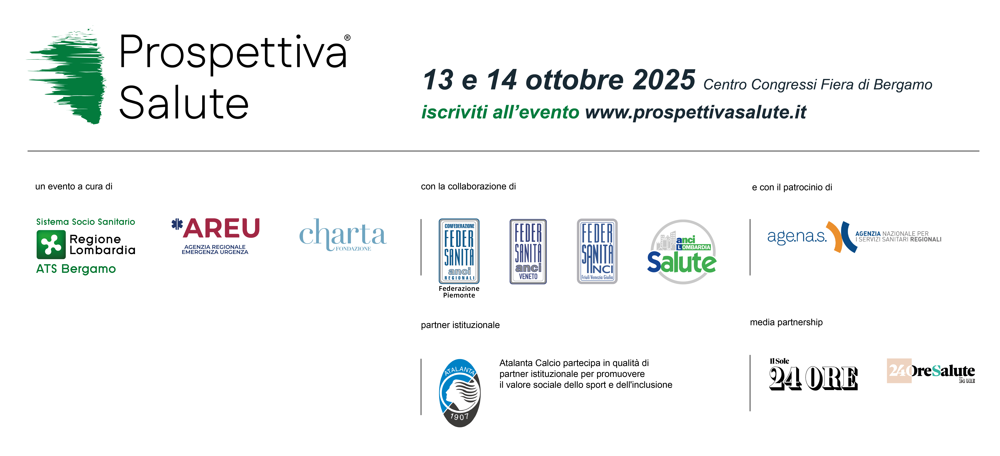 Prospettiva®
Salute
13 e 14 ottobre 2025 Centro Congressi Fiera di Bergamo
iscriviti all’evento www.prospettivasalute.it
un evento a cura di
Sistema Socio Sanitario
Regione
Lombardia
ATS Bergamo
AREU
AGENZIA REGIONALE
EMERGENZA URGENZA
charta
FONDAZIONE
con la collaborazione di
CONFEDERAZIONE
FEDER
SANITÀ
anci
REGIONALI
Federazione
Piemonte
FEDER
SANITÀ
anci
VENETO
FEDER
SANITÀ
ANCI
Friuli Venezia Giulia
anci
LOMBARDIA
Salute
e con il patrocinio di
age.na.s.
AGENZIA NAZIONALE PER
I SERVIZI SANITARI REGIONALI
partner istituzionale
ATALANTA
1907
Atalanta Calcio partecipa in qualità di
partner istituzionale per promuovere
il valore sociale dello sport e dell'inclusione
media partnership
Il Sole
24 ORE
24OreSalute
24 ORE